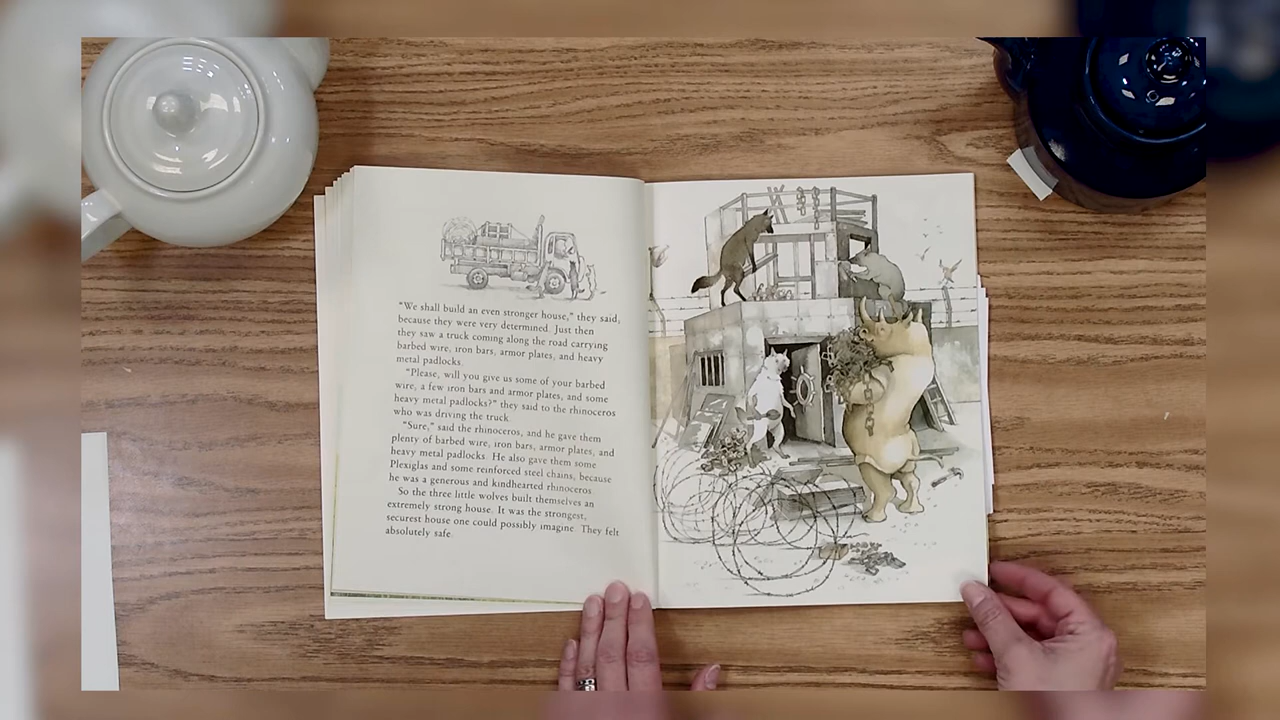 "We shall build an even stronger house," they said,
because they were very determined. Just then
they saw a truck coming along the road carrying
barbed wire, iron bars, armor plates, and heavy
metal padlocks.
"Please, will you give us some of your barbed
wire, a few iron bars and armor plates, and some
heavy metal padlocks?" they said to the rhinoceros
who was driving the truck.
"Sure," said the rhinoceros, and he gave them
plenty of barbed wire, iron bars, armor plates, and
heavy metal padlocks. He also gave them some
Plexiglas and some reinforced steel chains, because
he was a generous and kindhearted rhinoceros.
So the three little wolves built themselves an
extremely strong house. It was the strongest,
securest house one could possibly imagine. They felt
absolutely safe.